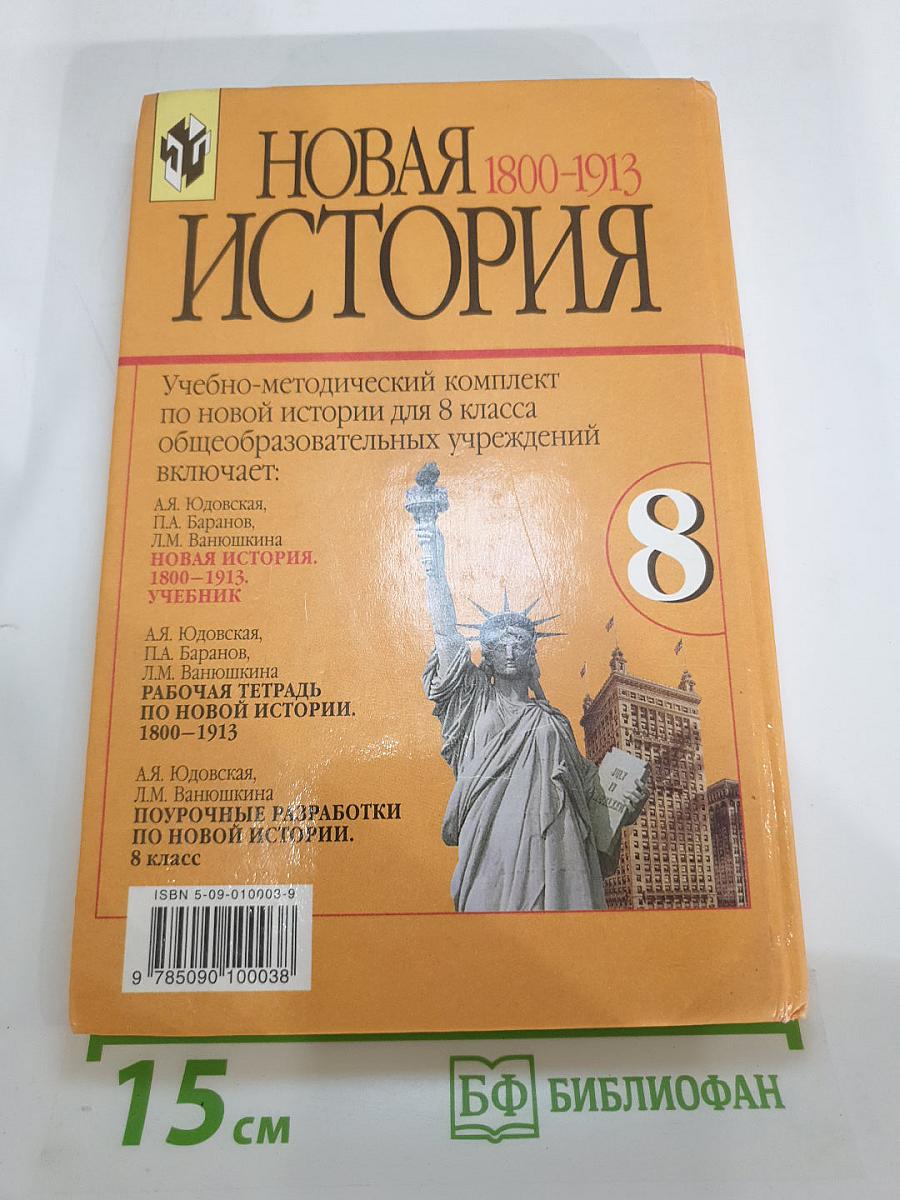 НОВАЯ 1800–1913
ИСТОРИЯ
Учебно-методический комплект
по новой истории для 8 класса
общеобразовательных учреждений
включает:
А.Я. Юдовская,
П.А. Баранов,
Л.М. Ванюшкина
НОВАЯ ИСТОРИЯ.
1800–1913.
УЧЕБНИК
8
А.Я. Юдовская,
П.А. Баранов,
Л.М. Ванюшкина
РАБОЧАЯ ТЕТРАДЬ
ПО НОВОЙ ИСТОРИИ.
1800–1913
А.Я. Юдовская,
Л.М. Ванюшкина
ПОУРОЧНЫЕ РАЗРАБОТКИ
ПО НОВОЙ ИСТОРИИ.
8 класс
ISBN 5-09-010003-9
9 785090 100038
15 см
БФ БИБЛИОФАН